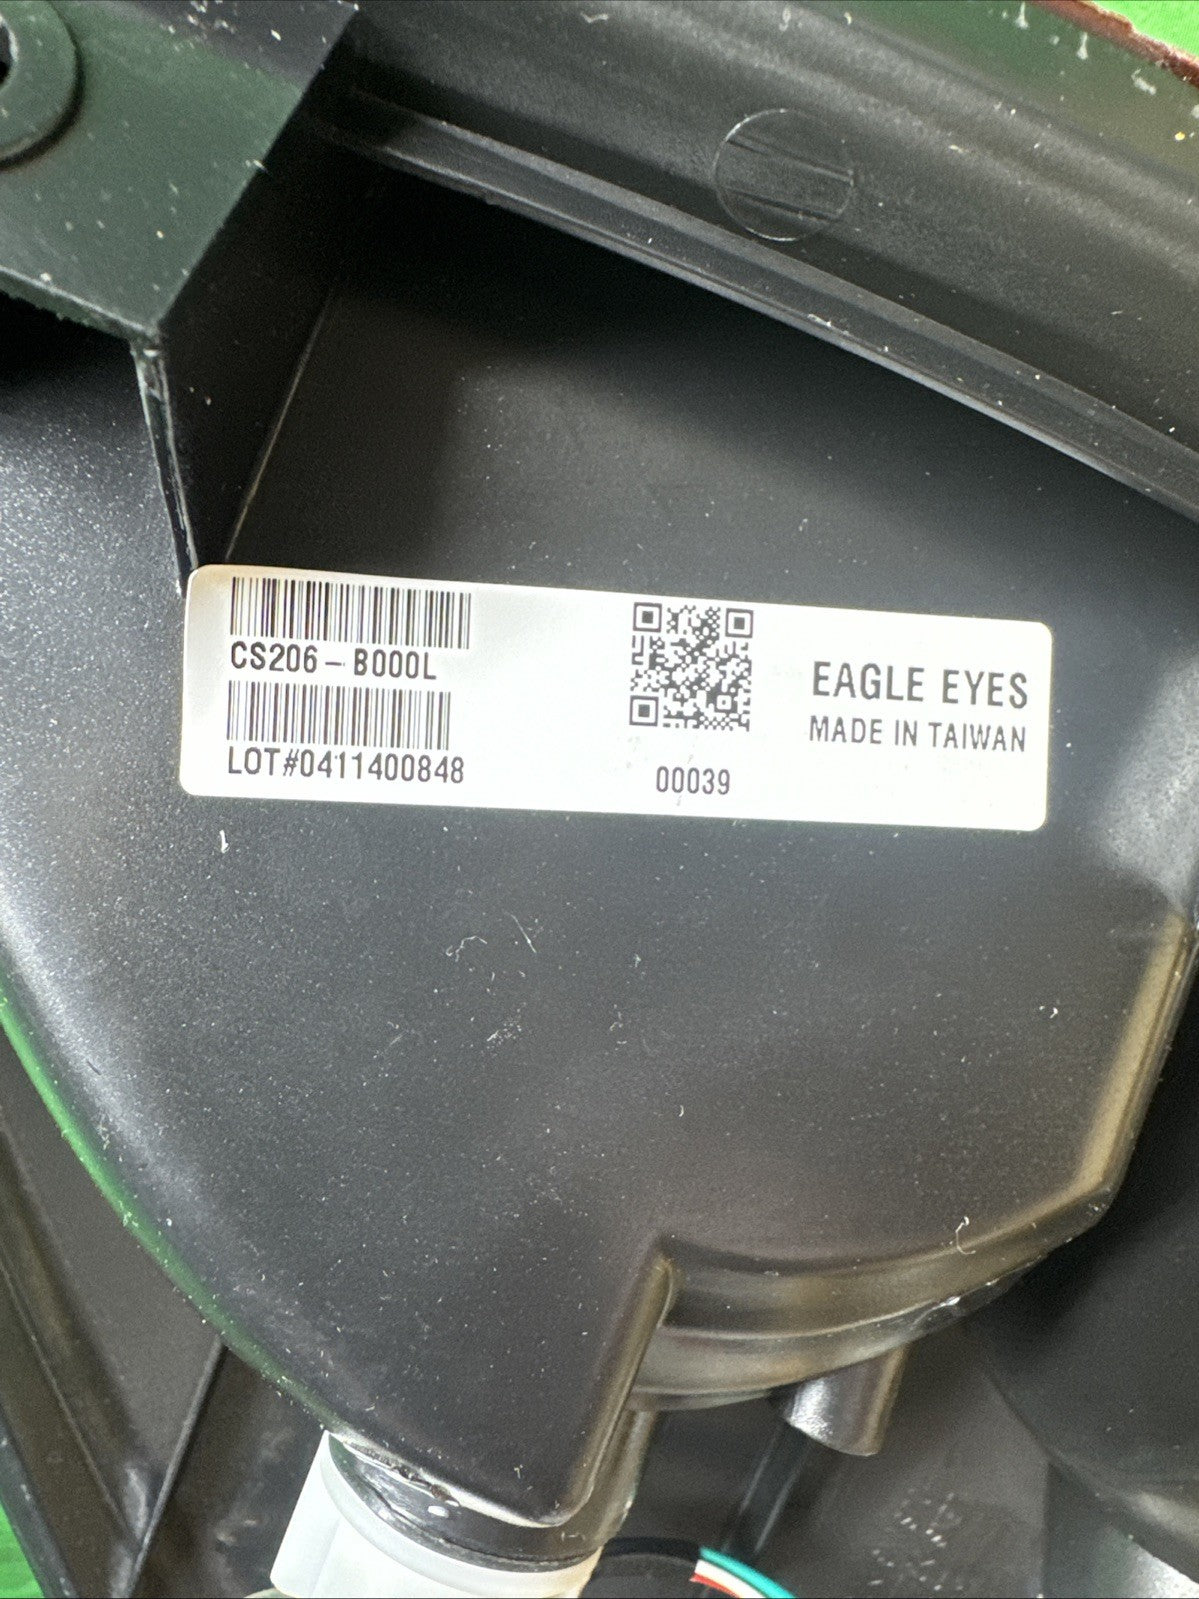 CS206-B000L
LOT#0411400848
00039
EAGLE EYES
MADE IN TAIWAN